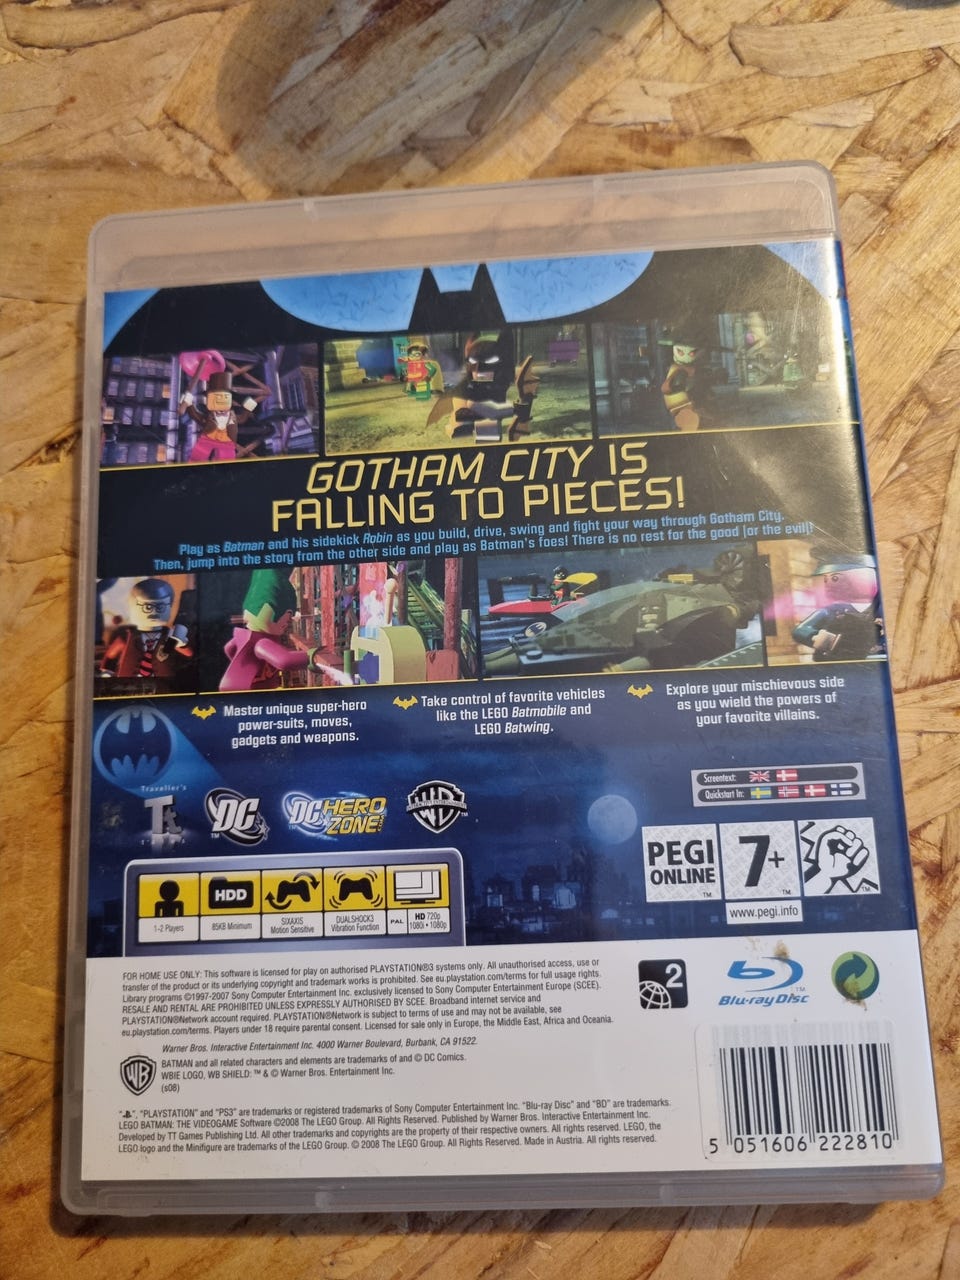 GOTHAM CITY IS
FALLING TO PIECES!
Play as Batman and his sidekick Robin as you build, drive, swing and fight your way through Gotham City.
Then, jump into the story from the other side and play as Batman's foes! There is no rest for the good (or the evil)!
Master unique super-hero
power-suits, moves,
gadgets and weapons.
Take control of favorite vehicles
like the LEGO Batmobile and
LEGO Batwing.
Explore your mischievous side
as you wield the powers of
your favorite villains.
Screentext:
Quickstart In:
Traveller's
Tt
DC
TM
DC HERO
ZONE
WB
TM
PEGI
ONLINE
TM
7+
TM
www.pegi.info
HDD
1-2 Players
85KB Minimum
SIXAXIS
Motion Sensitive
DUALSHOCK3
Vibration Function
PAL
HD 720p
1080i • 1080p
FOR HOME USE ONLY: This software is licensed for play on authorised PLAYSTATION®3 systems only. All unauthorised access, use or
transfer of the product or its underlying copyright and trademark works is prohibited. See eu.playstation.com/terms for full usage rights.
Library programs ©1997-2007 Sony Computer Entertainment Inc. exclusively licensed to Sony Computer Entertainment Europe (SCEE).
RESALE AND RENTAL ARE PROHIBITED UNLESS EXPRESSLY AUTHORISED BY SCEE. Broadband internet service and
PLAYSTATION®Network account required. PLAYSTATION®Network is subject to terms of use and may not be available, see
eu.playstation.com/terms. Players under 18 require parental consent. Licensed for sale only in Europe, the Middle East, Africa and Oceania.
2
Blu-ray Disc
TM
Warner Bros. Interactive Entertainment Inc. 4000 Warner Boulevard, Burbank, CA 91522.
WB
BATMAN and all related characters and elements are trademarks of and © DC Comics.
WBIE LOGO, WB SHIELD: ™ & © Warner Bros. Entertainment Inc.
(s08)
"", "PLAYSTATION" and "PS3" are trademarks or registered trademarks of Sony Computer Entertainment Inc. "Blu-ray Disc" and "BD" are trademarks.
LEGO BATMAN: THE VIDEOGAME Software ©2008 The LEGO Group. All Rights Reserved. Published by Warner Bros. Interactive Entertainment Inc.
Developed by TT Games Publishing Ltd. All other trademarks and copyrights are the property of their respective owners. All rights reserved. LEGO, the
LEGO logo and the Minifigure are trademarks of the LEGO Group. © 2008 The LEGO Group. All Rights Reserved. Made in Austria. All rights reserved.
5 051606 222810